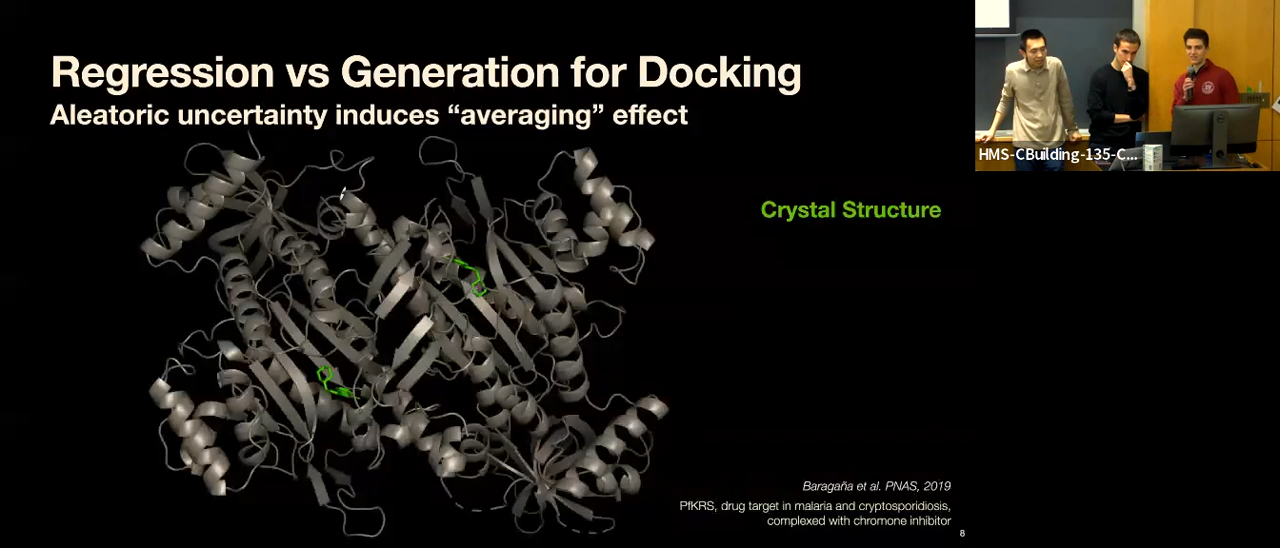 Regression vs Generation for Docking
Aleatoric uncertainty induces “averaging” effect
HMS-CBuilding-135-C...
Crystal Structure
Baragaña et al. PNAS, 2019
PfKRS, drug target in malaria and cryptosporidiosis,
complexed with chromone inhibitor
8